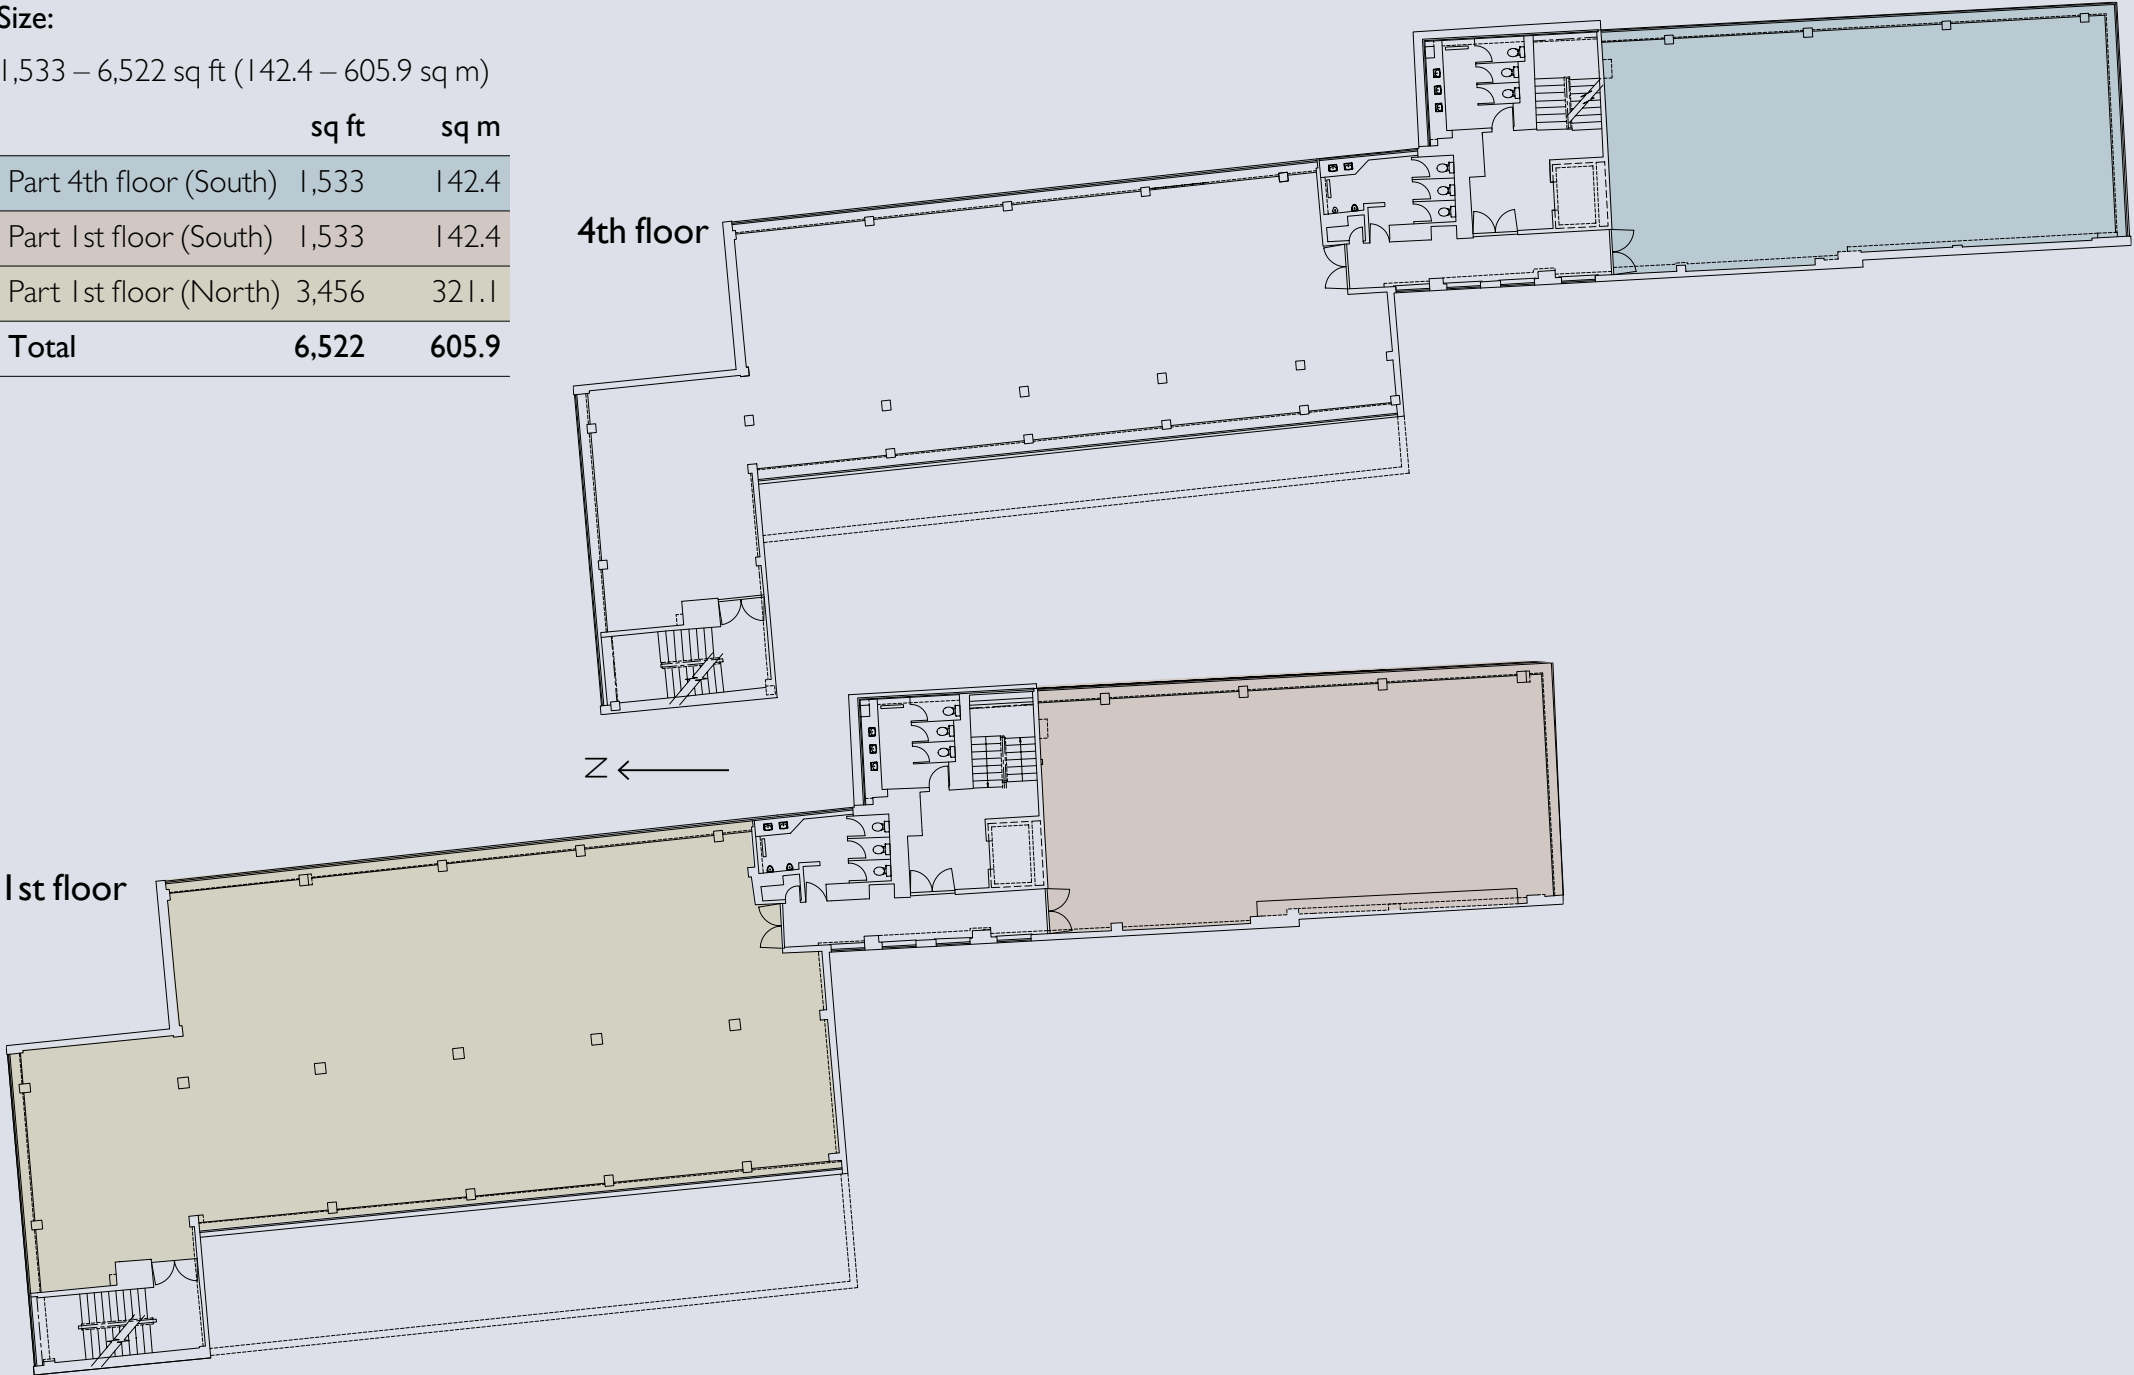 Size:
1,533 – 6,522 sq ft (142.4 – 605.9 sq m)
sq ft sq m
Part 4th floor (South) 1,533 142.4
Part 1st floor (South) 1,533 142.4
Part 1st floor (North) 3,456 321.1
Total 6,522 605.9
4th floor
N
1st floor